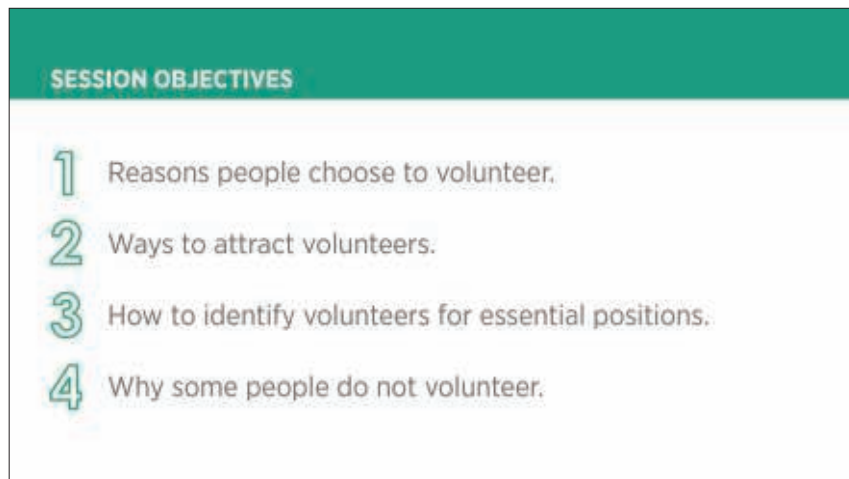 SESSION OBJECTIVES
1 Reasons people choose to volunteer.
2 Ways to attract volunteers.
3 How to identify volunteers for essential positions.
4 Why some people do not volunteer.